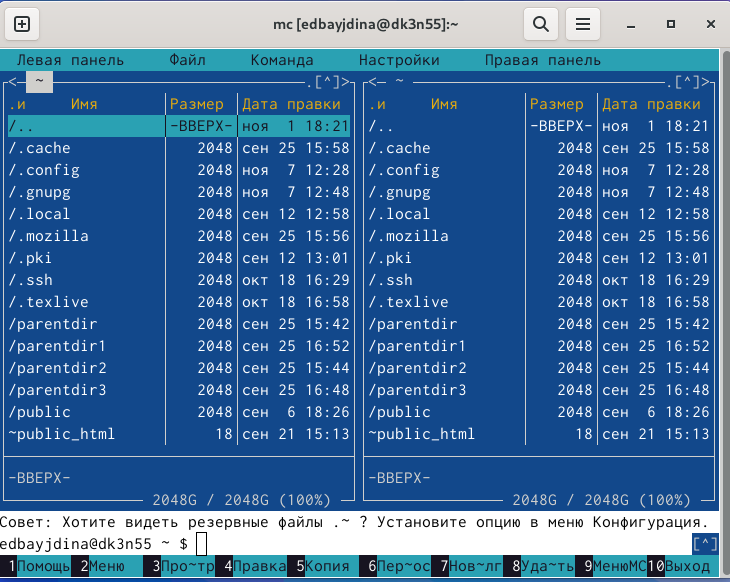 mc [edbayjdina@dk3n55]:~
Левая панель Файл Команда Настройки Правая панель
<─ ~ ─.[^]>┐ <─ ~ ─.[^]>┐
.и Имя Размер Дата правки .и Имя Размер Дата правки
/.. -ВВЕРХ- ноя 1 18:21 /.. -ВВЕРХ- ноя 1 18:21
/.cache 2048 сен 25 15:58 /.cache 2048 сен 25 15:58
/.config 2048 ноя 7 12:28 /.config 2048 ноя 7 12:28
/.gnupg 2048 ноя 7 12:48 /.gnupg 2048 ноя 7 12:48
/.local 2048 сен 12 12:58 /.local 2048 сен 12 12:58
/.mozilla 2048 сен 25 15:56 /.mozilla 2048 сен 25 15:56
/.pki 2048 сен 12 13:01 /.pki 2048 сен 12 13:01
/.ssh 2048 окт 18 16:29 /.ssh 2048 окт 18 16:29
/.texlive 2048 окт 18 16:58 /.texlive 2048 окт 18 16:58
/parentdir 2048 сен 25 15:42 /parentdir 2048 сен 25 15:42
/parentdir1 2048 сен 25 16:52 /parentdir1 2048 сен 25 16:52
/parentdir2 2048 сен 25 15:44 /parentdir2 2048 сен 25 15:44
/parentdir3 2048 сен 25 16:48 /parentdir3 2048 сен 25 16:48
/public 2048 сен 6 18:26 /public 2048 сен 6 18:26
~public_html 18 сен 21 15:13 ~public_html 18 сен 21 15:13
-ВВЕРХ- -ВВЕРХ-
2048G / 2048G (100%) 2048G / 2048G (100%)
Совет: Хотите видеть резервные файлы .~ ? Установите опцию в меню Конфигурация.
edbayjdina@dk3n55 ~ $ [^]
1Помощь 2Меню 3Про~тр 4Правка 5Копия 6Пер~ос 7Нов~лг 8Уда~ть 9МенюMC 10Выход